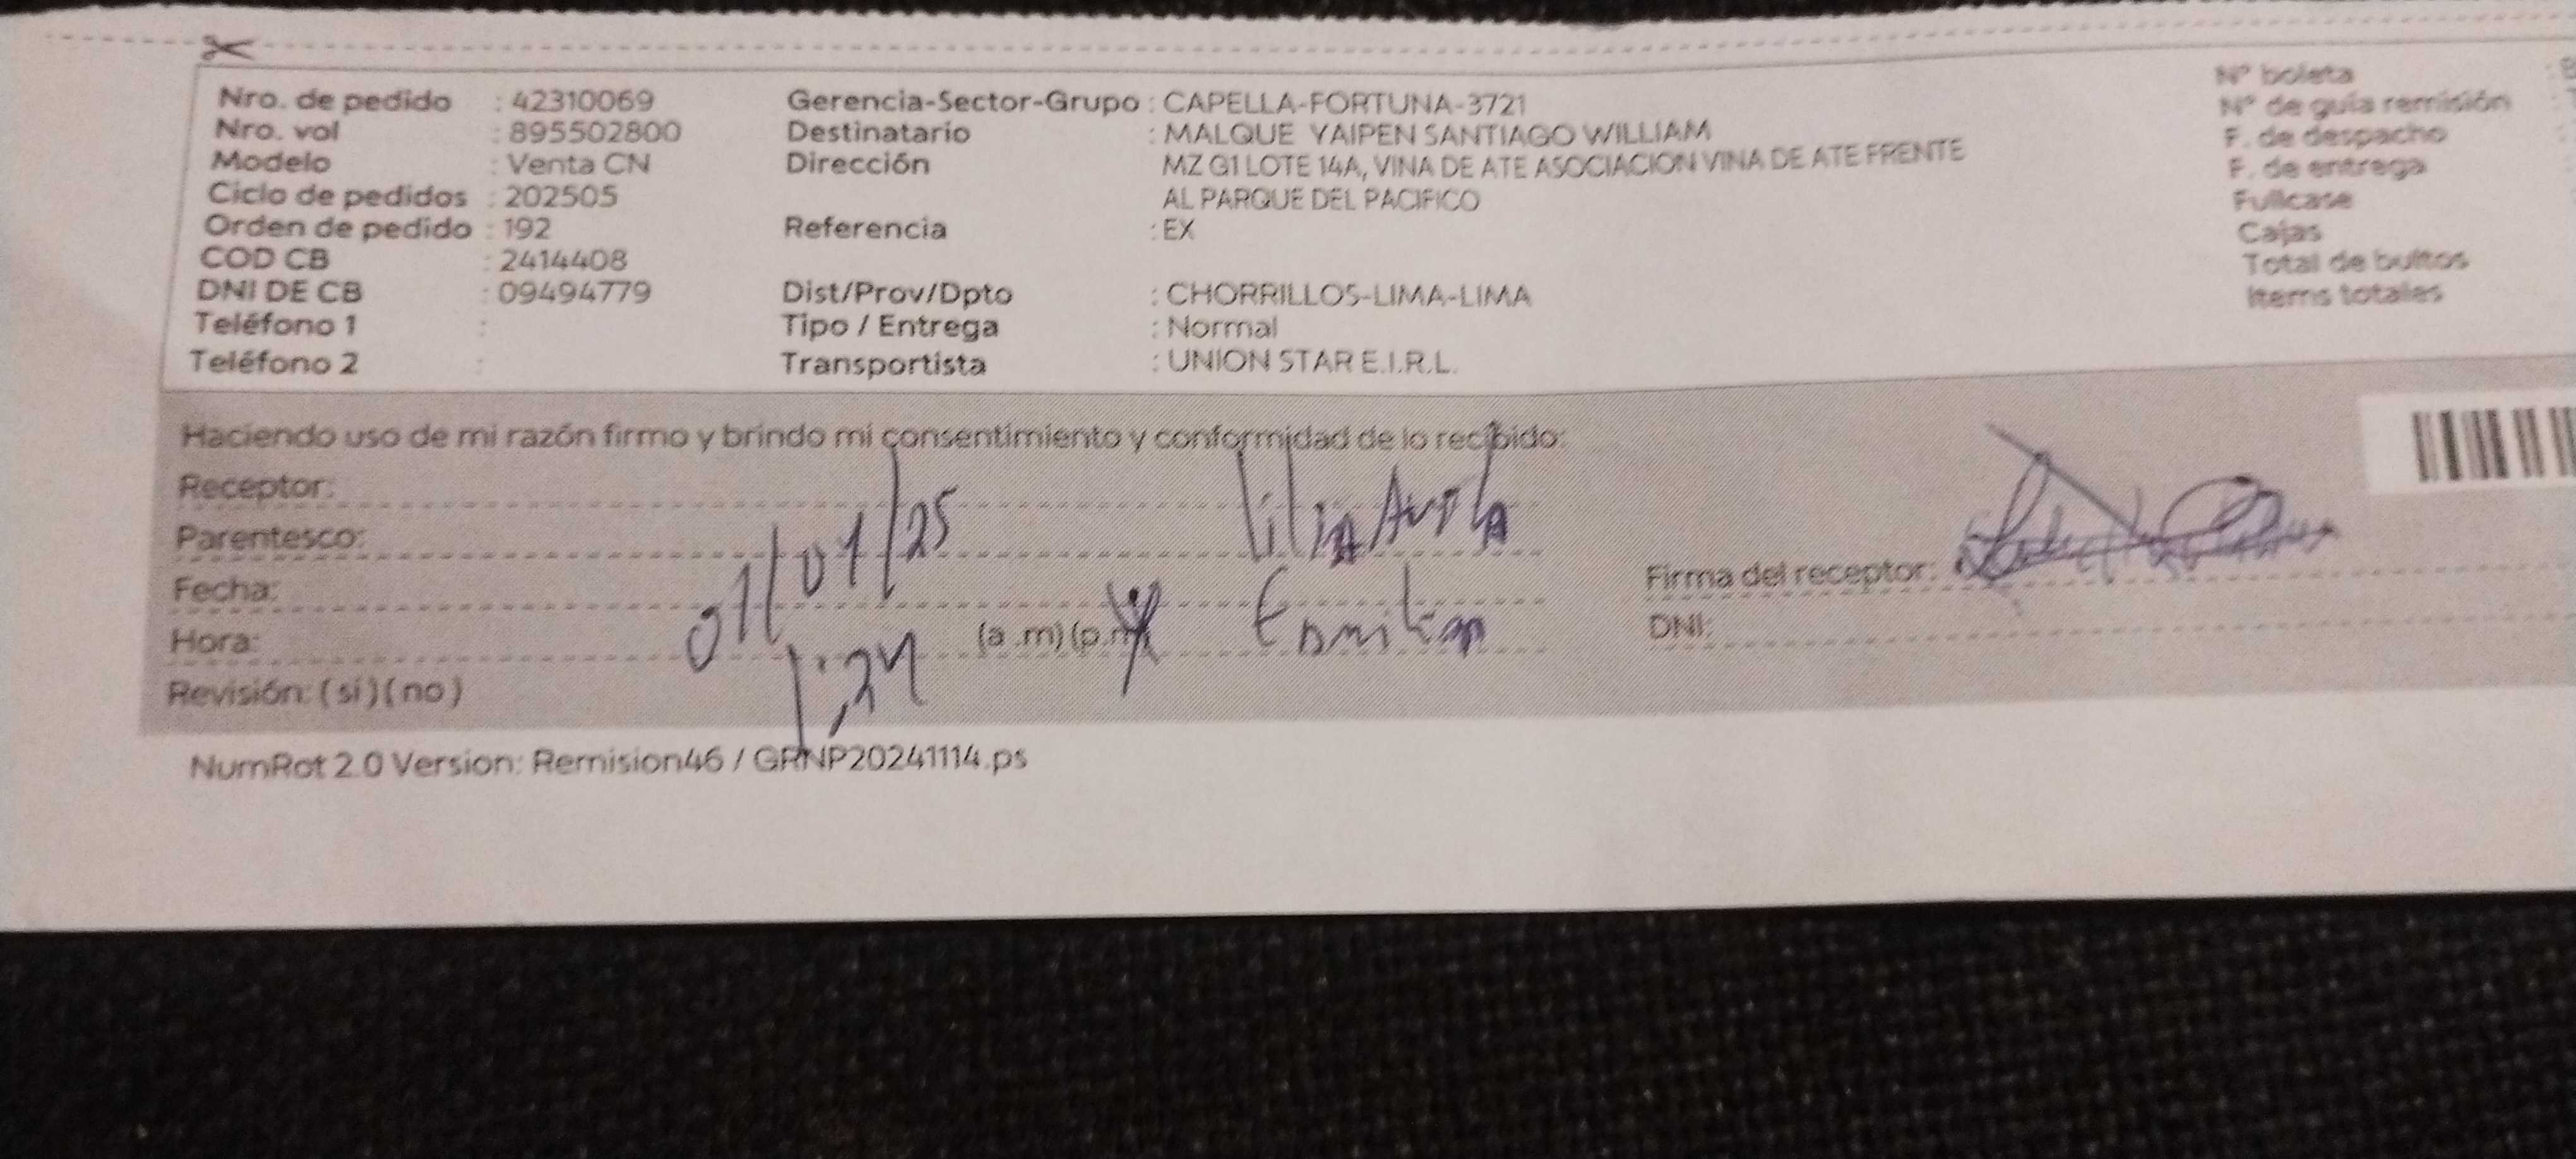 Nro. de pedido : 42310069 Gerencia-Sector-Grupo : CAPELLA-FORTUNA-3721 N° boleta
Nro. vol : 895502800 Destinatario : MALQUE YAIPEN SANTIAGO WILLIAM N° de guía remisión
Modelo : Venta CN Dirección MZ G1 LOTE 14A, VINA DE ATE ASOCIACION VINA DE ATE FRENTE F. de despacho
Ciclo de pedidos : 202505 AL PARQUE DEL PACIFICO F. de entrega
Orden de pedido : 192 Referencia : EX Fullcase
COD CB : 2414408 Cajas
DNI DE CB : 09494779 Dist/Prov/Dpto : CHORRILLOS-LIMA-LIMA Total de bultos
Teléfono 1 : Tipo / Entrega : Normal Items totales
Teléfono 2 : Transportista : UNION STAR E.I.R.L.
Haciendo uso de mi razón firmo y brindo mi consentimiento y conformidad de lo recibido:
Receptor:
Parentesco:
Fecha: 01/04/25
Hora: 1:24 (a .m) (p.m)
Firma del receptor:
DNI:
Revisión: ( si ) ( no )
NumRot 2.0 Version: Remision46 / GRNP20241114.ps